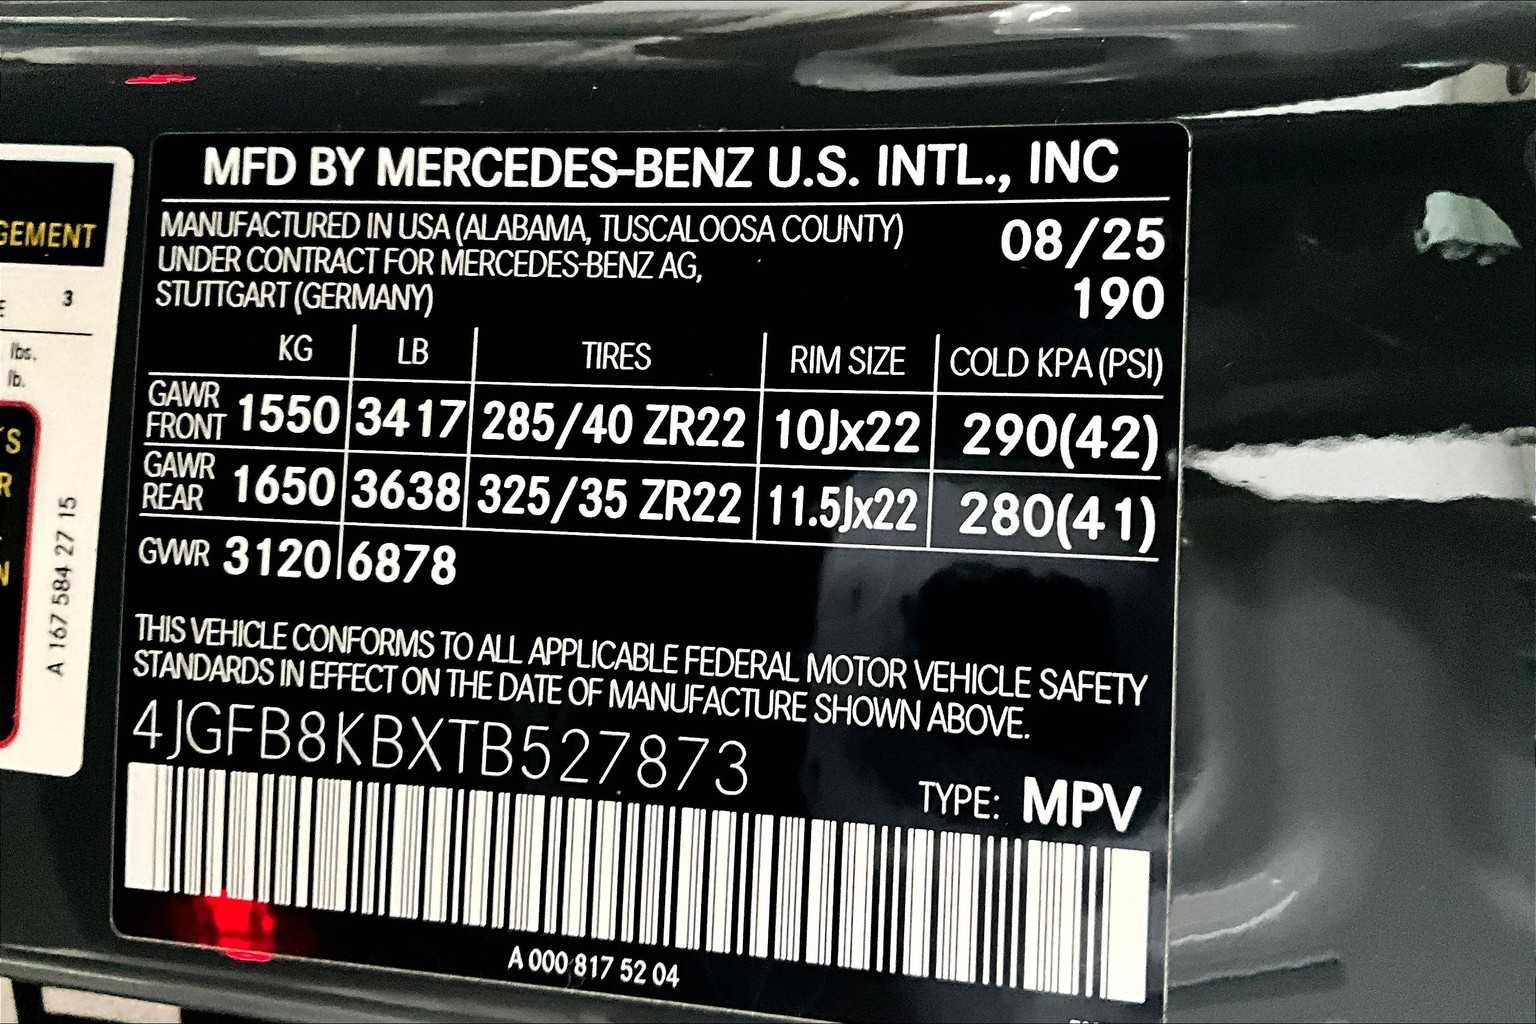 MFD BY MERCEDES-BENZ U.S. INTL., INC
MANUFACTURED IN USA (ALABAMA, TUSCALOOSA COUNTY)
UNDER CONTRACT FOR MERCEDES-BENZ AG,
STUTTGART (GERMANY)
08/25
190
KG LB TIRES RIM SIZE COLD KPA (PSI)
GAWR FRONT 1550 3417 285/40 ZR22 10Jx22 290(42)
GAWR REAR 1650 3638 325/35 ZR22 11.5Jx22 280(41)
GVWR 3120 6878
THIS VEHICLE CONFORMS TO ALL APPLICABLE FEDERAL MOTOR VEHICLE SAFETY
STANDARDS IN EFFECT ON THE DATE OF MANUFACTURE SHOWN ABOVE.
4JGFB8KBXTB527873
TYPE: MPV
A 000 817 52 04
GEMENT
3
lbs.
lb.
A 167 584 27 15